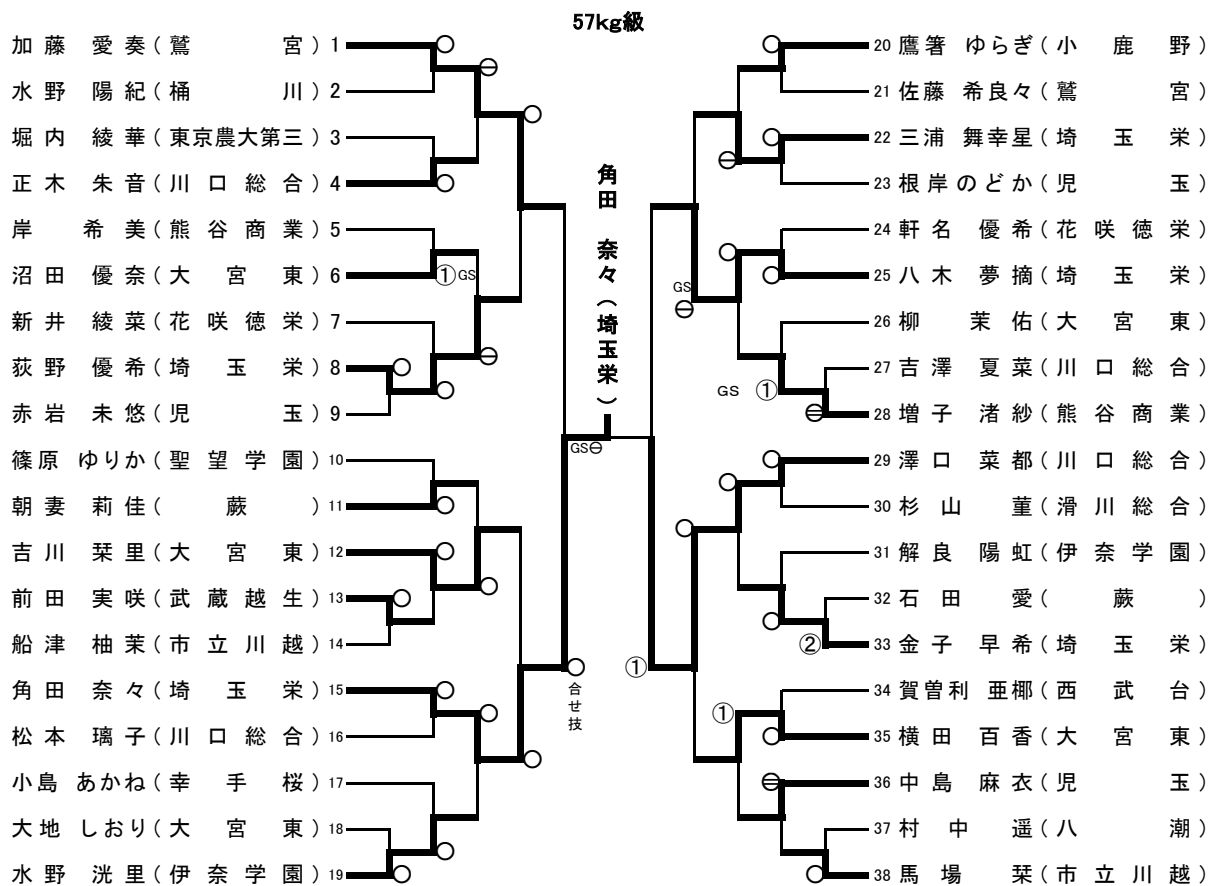 57kg級
加藤 愛奏(鷲宮) 1
水野 陽紀(桶川) 2
堀内 綾華(東京農大第三) 3
正木 朱音(川口総合) 4
岸 希美(熊谷商業) 5
沼田 優奈(大宮東) 6
①GS
新井 綾菜(花咲徳栄) 7
荻野 優希(埼玉栄) 8
赤岩 未悠(児玉) 9
篠原 ゆりか(聖望学園) 10
朝妻 莉佳(蕨) 11
吉川 栞里(大宮東) 12
前田 実咲(武蔵越生) 13
船津 柚茉(市立川越) 14
角田 奈々(埼玉栄) 15
松本 璃子(川口総合) 16
小島 あかね(幸手桜) 17
大地 しおり(大宮東) 18
水野 洸里(伊奈学園) 19
角田 奈々(埼玉栄)
GS
合せ技
20 鷹箸 ゆらぎ(小鹿野)
21 佐藤 希良々(鷲宮)
22 三浦 舞幸星(埼玉栄)
23 根岸のどか(児玉)
24 軒名 優希(花咲徳栄)
25 八木 夢摘(埼玉栄)
GS
26 柳 茉佑(大宮東)
27 吉澤 夏菜(川口総合)
GS ①
28 増子 渚紗(熊谷商業)
29 澤口 菜都(川口総合)
30 杉山 菫(滑川総合)
31 解良 陽虹(伊奈学園)
32 石田 愛(蕨)
33 金子 早希(埼玉栄)
②
①
34 賀曽利 亜椰(西武台)
①
35 横田 百香(大宮東)
36 中島 麻衣(児玉)
37 村中 遥(八潮)
38 馬場 栞(市立川越)